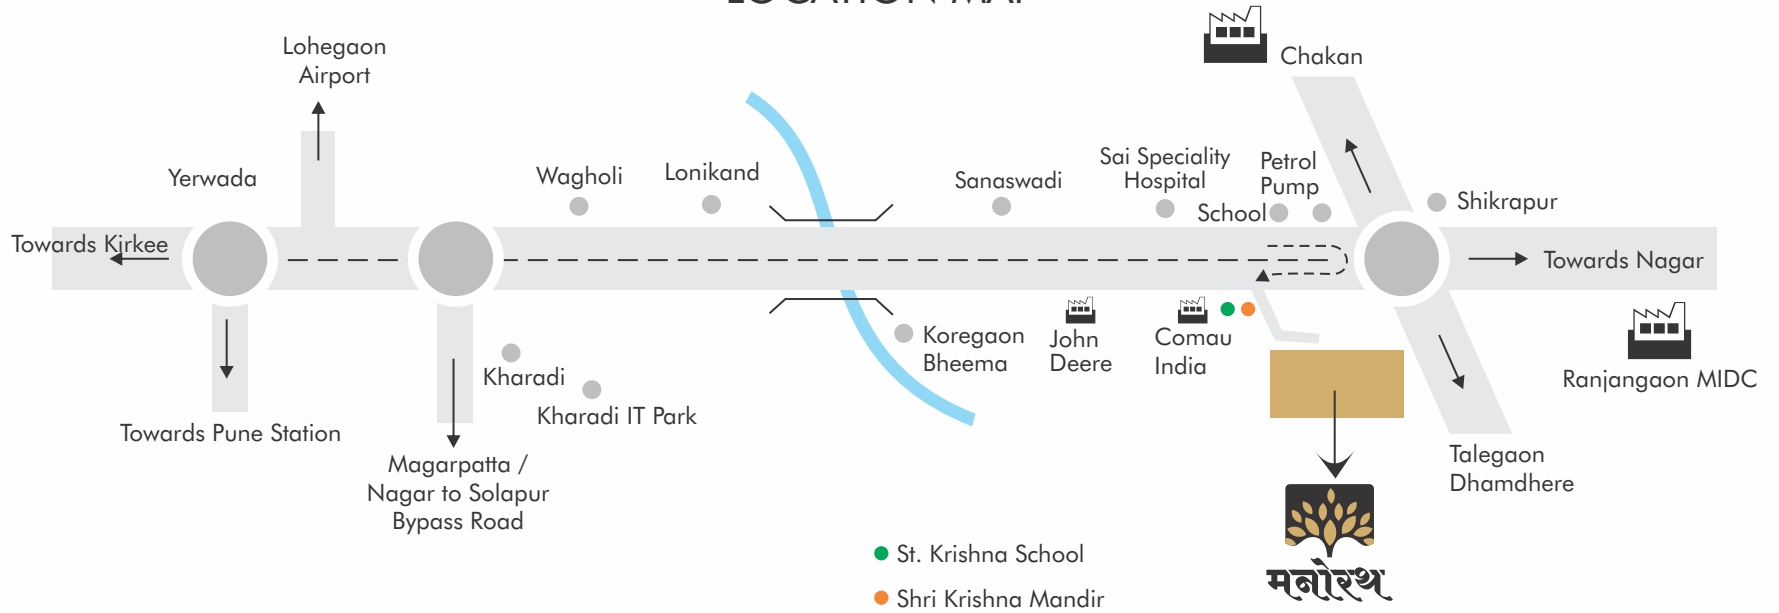 LOCATION MAP
Lohegaon
Airport
Chakan
Yerwada
Wagholi
Lonikand
Sanaswadi
Sai Speciality
Hospital
Petrol
Pump
School
Shikrapur
Towards Kirkee
Towards Nagar
Koregaon
Bheema
John
Deere
Comau
India
Kharadi
Kharadi IT Park
Ranjangaon MIDC
Towards Pune Station
Magarpatta /
Nagar to Solapur
Bypass Road
Talegaon
Dhamdhere
St. Krishna School
Shri Krishna Mandir
मनोरथ